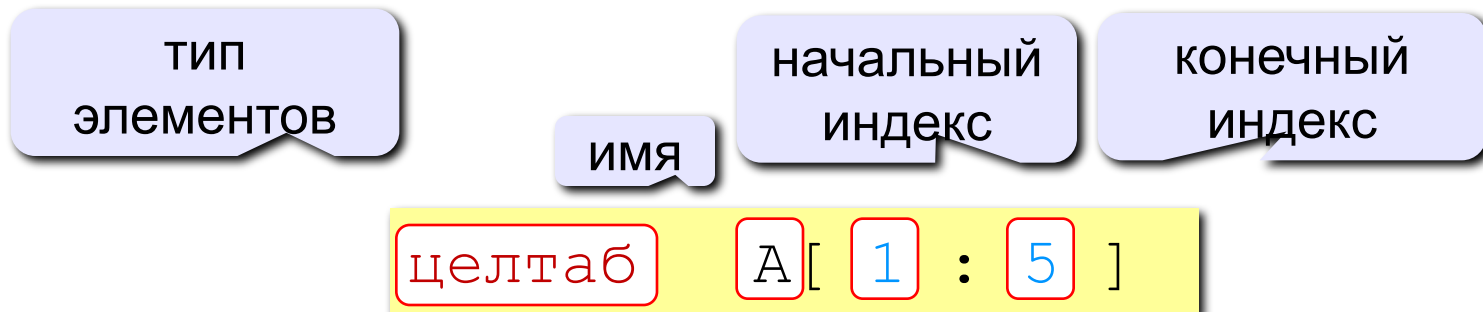 тип
элементов
имя
начальный
индекс
конечный
индекс
целтаб A[ 1 : 5 ]